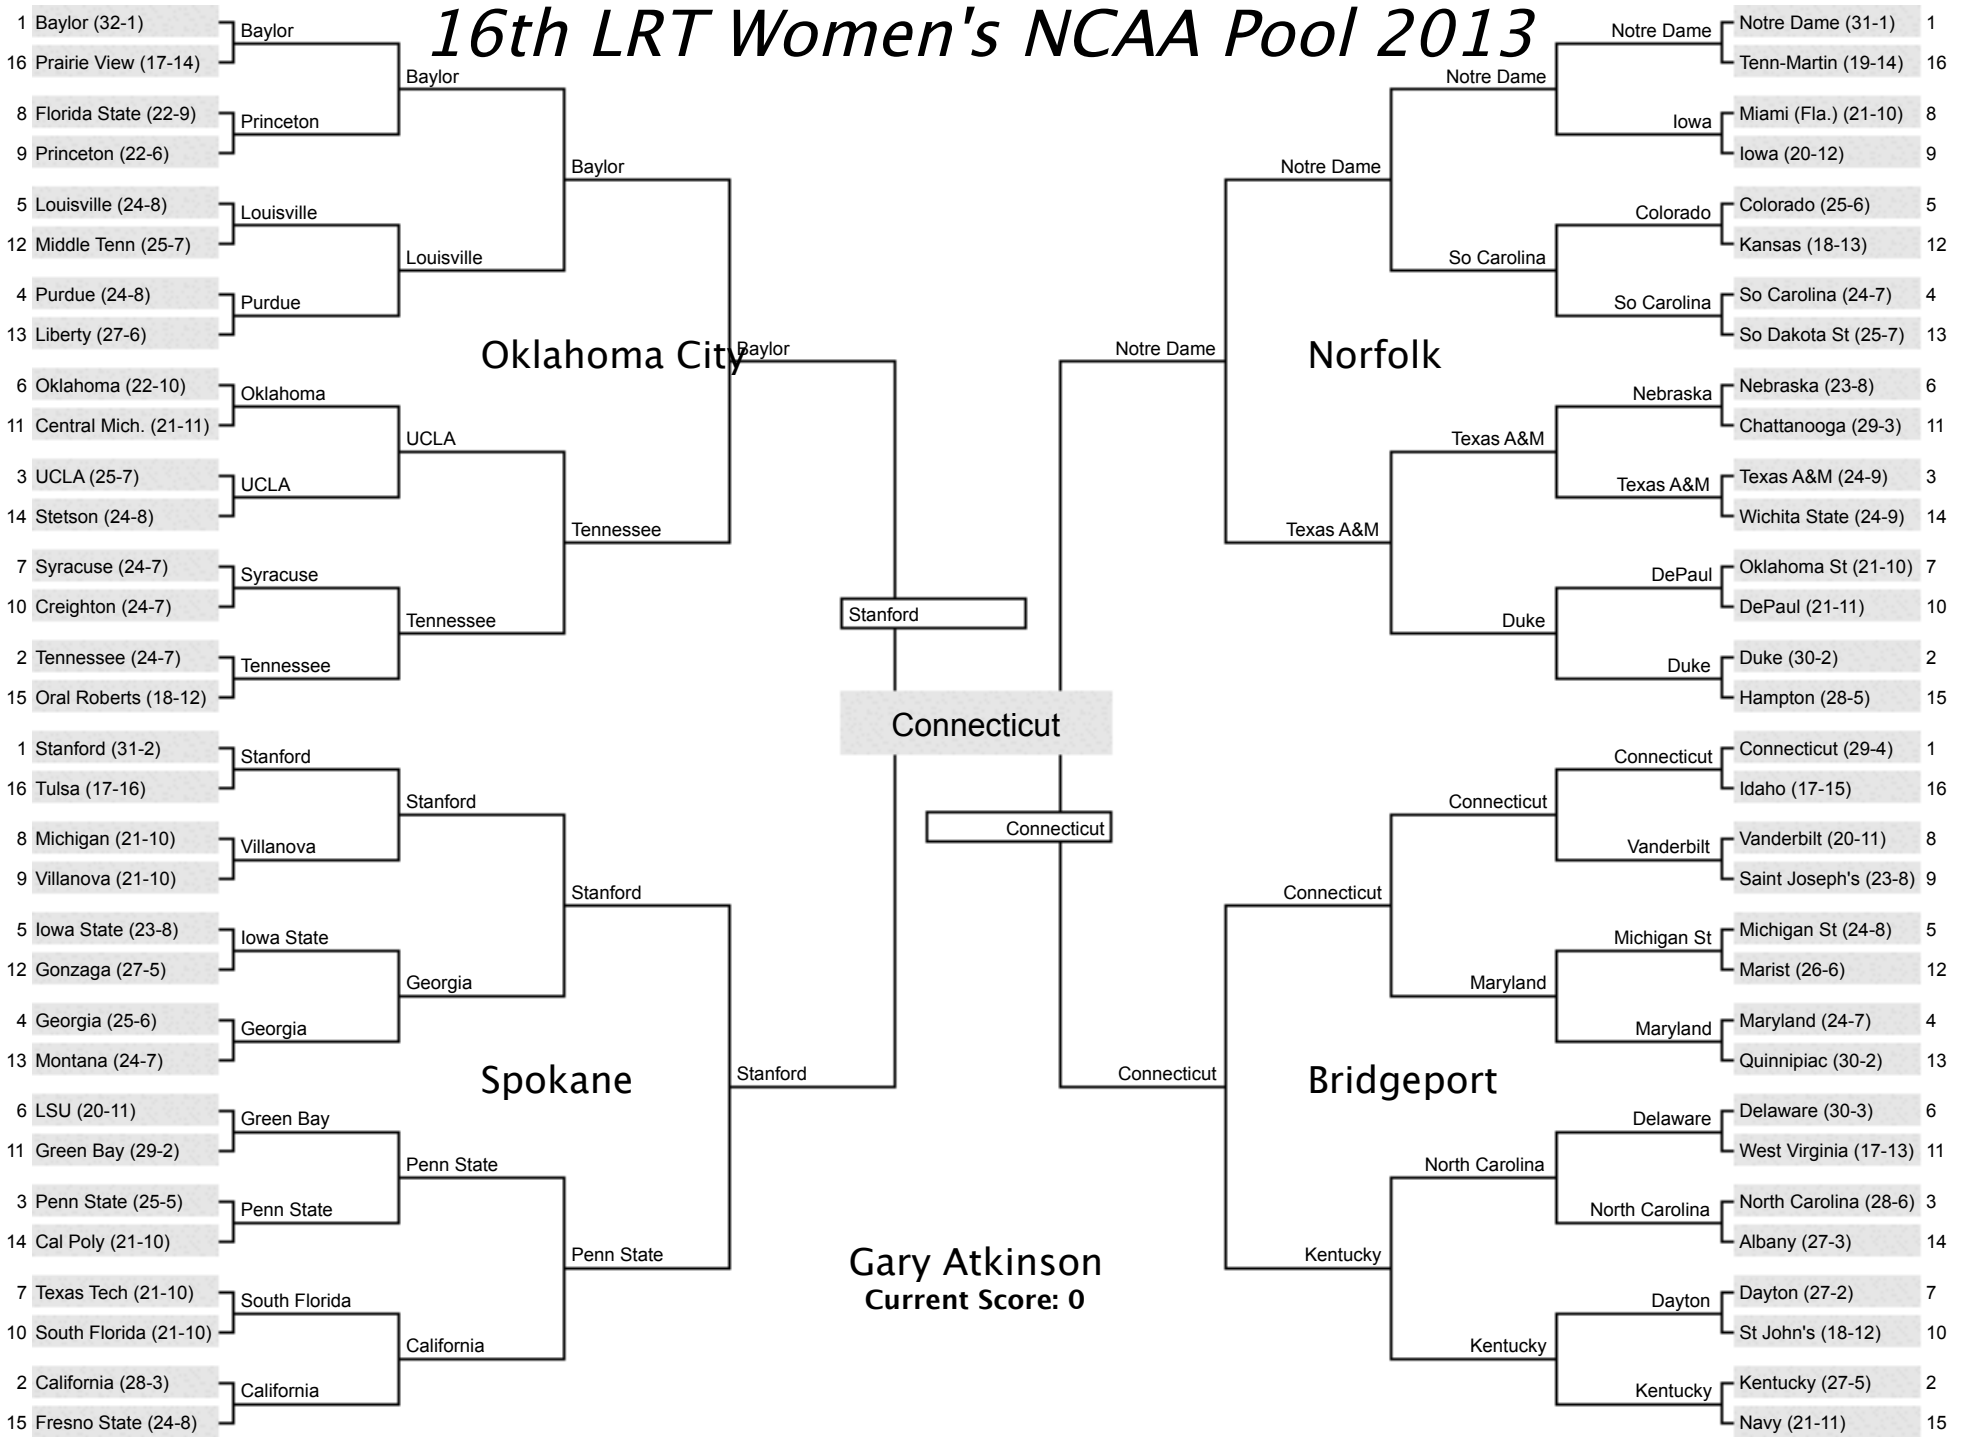 16th LRT Women's NCAA Pool 2013
1 Baylor (32-1)
16 Prairie View (17-14)
8 Florida State (22-9)
9 Princeton (22-6)
5 Louisville (24-8)
12 Middle Tenn (25-7)
4 Purdue (24-8)
13 Liberty (27-6)
6 Oklahoma (22-10)
11 Central Mich. (21-11)
3 UCLA (25-7)
14 Stetson (24-8)
7 Syracuse (24-7)
10 Creighton (24-7)
2 Tennessee (24-7)
15 Oral Roberts (18-12)
1 Stanford (31-2)
16 Tulsa (17-16)
8 Michigan (21-10)
9 Villanova (21-10)
5 Iowa State (23-8)
12 Gonzaga (27-5)
4 Georgia (25-6)
13 Montana (24-7)
6 LSU (20-11)
11 Green Bay (29-2)
3 Penn State (25-5)
14 Cal Poly (21-10)
7 Texas Tech (21-10)
10 South Florida (21-10)
2 California (28-3)
15 Fresno State (24-8)
Baylor
Princeton
Louisville
Purdue
Oklahoma
UCLA
Syracuse
Tennessee
Stanford
Villanova
Iowa State
Georgia
Green Bay
Penn State
South Florida
California
Baylor
Louisville
UCLA
Tennessee
Stanford
Georgia
Penn State
California
Baylor
Tennessee
Stanford
Penn State
Oklahoma City
Spokane
Baylor
Stanford
Stanford
Connecticut
Connecticut
Gary Atkinson
Current Score: 0
Notre Dame
Connecticut
Norfolk
Bridgeport
Notre Dame
Texas A&M
Connecticut
Kentucky
Notre Dame
So Carolina
Texas A&M
Duke
Connecticut
Maryland
North Carolina
Kentucky
Notre Dame
Iowa
Colorado
So Carolina
Nebraska
Texas A&M
DePaul
Duke
Connecticut
Vanderbilt
Michigan St
Maryland
Delaware
North Carolina
Dayton
Kentucky
Notre Dame (31-1) 1
Tenn-Martin (19-14) 16
Miami (Fla.) (21-10) 8
Iowa (20-12) 9
Colorado (25-6) 5
Kansas (18-13) 12
So Carolina (24-7) 4
So Dakota St (25-7) 13
Nebraska (23-8) 6
Chattanooga (29-3) 11
Texas A&M (24-9) 3
Wichita State (24-9) 14
Oklahoma St (21-10) 7
DePaul (21-11) 10
Duke (30-2) 2
Hampton (28-5) 15
Connecticut (29-4) 1
Idaho (17-15) 16
Vanderbilt (20-11) 8
Saint Joseph's (23-8) 9
Michigan St (24-8) 5
Marist (26-6) 12
Maryland (24-7) 4
Quinnipiac (30-2) 13
Delaware (30-3) 6
West Virginia (17-13) 11
North Carolina (28-6) 3
Albany (27-3) 14
Dayton (27-2) 7
St John's (18-12) 10
Kentucky (27-5) 2
Navy (21-11) 15